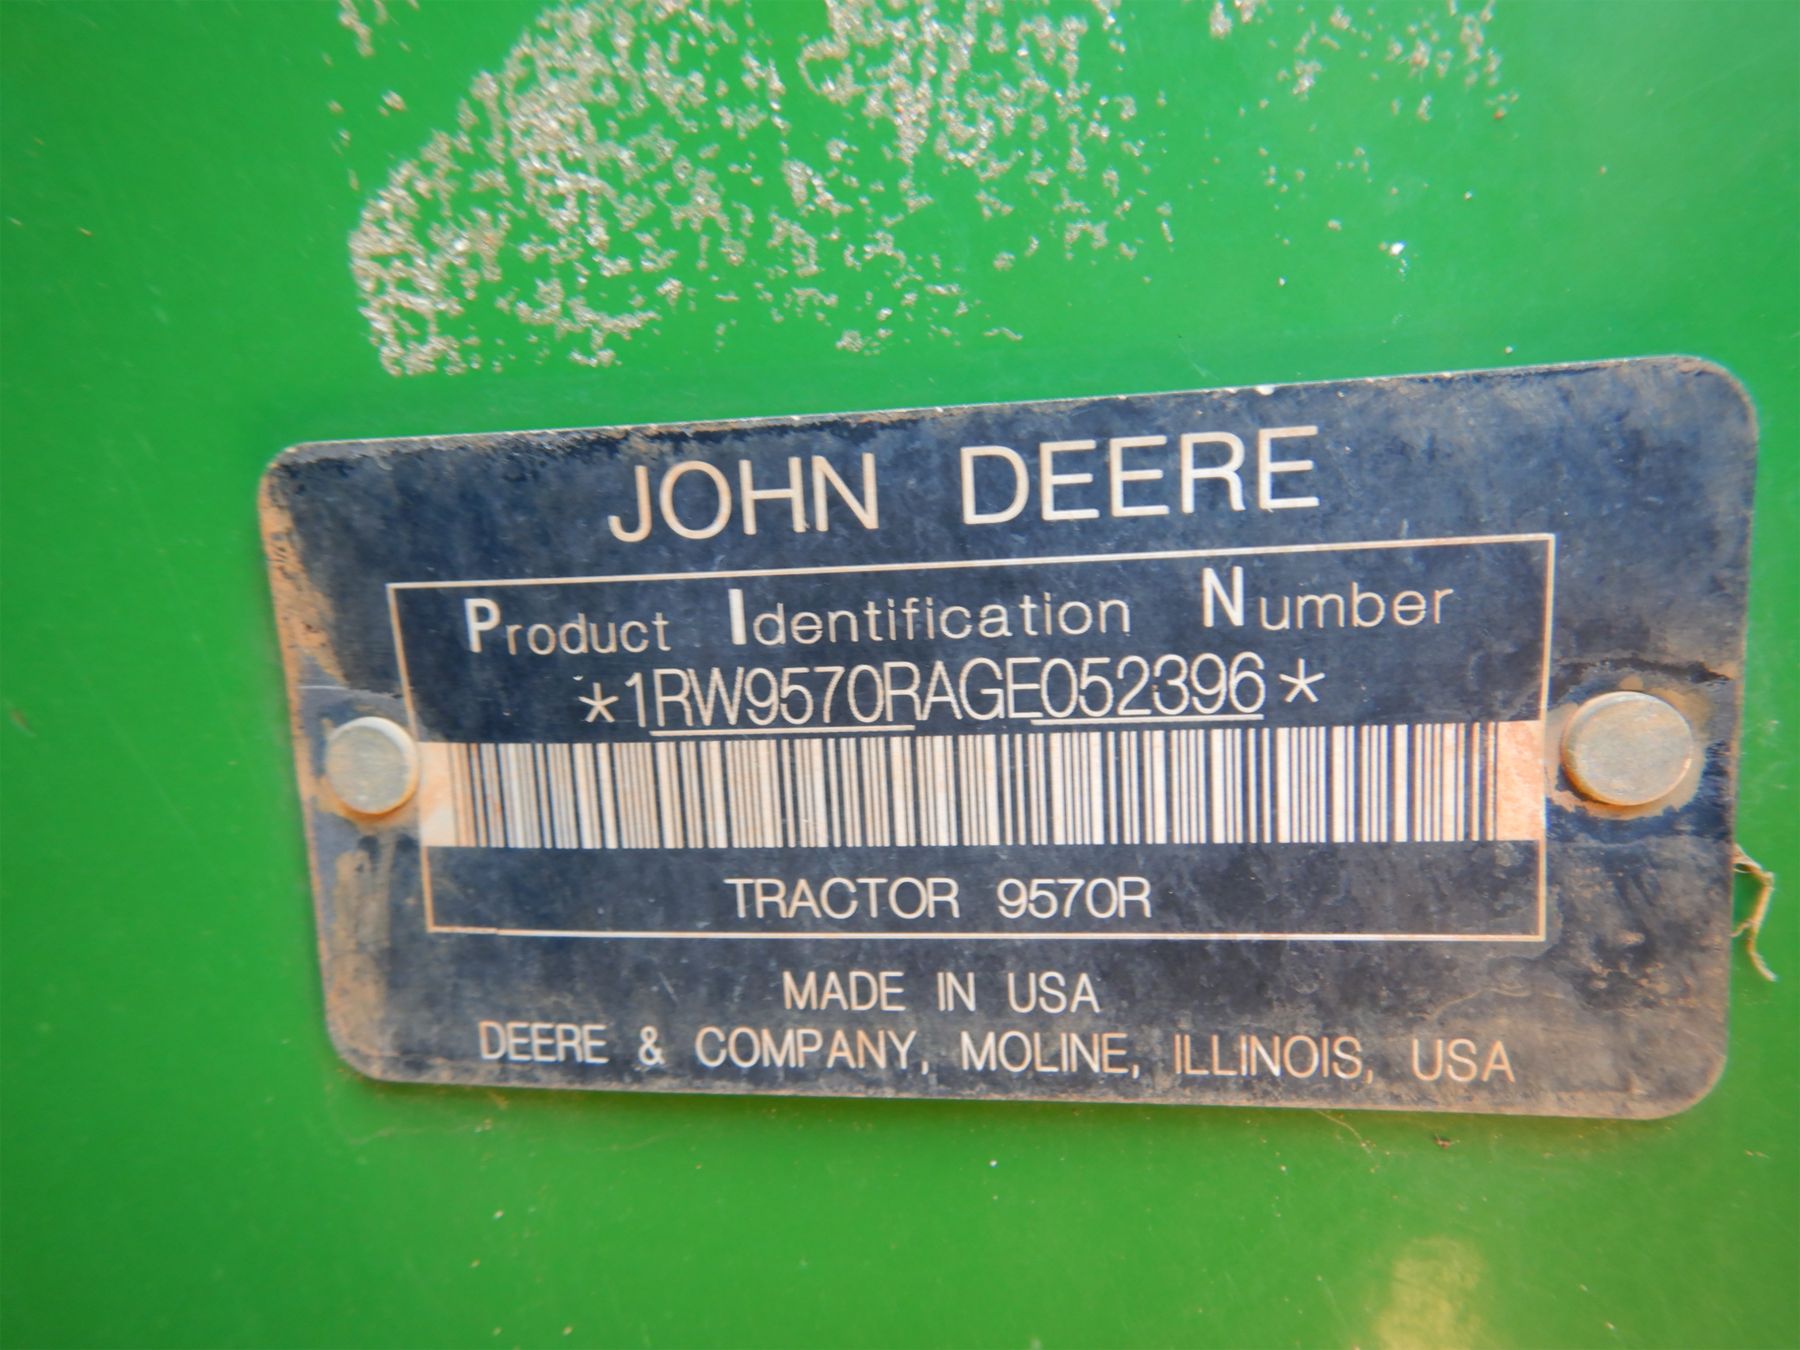 JOHN DEERE
Product Identification Number
*1RW9570RAGE052396*
TRACTOR 9570R
MADE IN USA
DEERE & COMPANY, MOLINE, ILLINOIS, USA